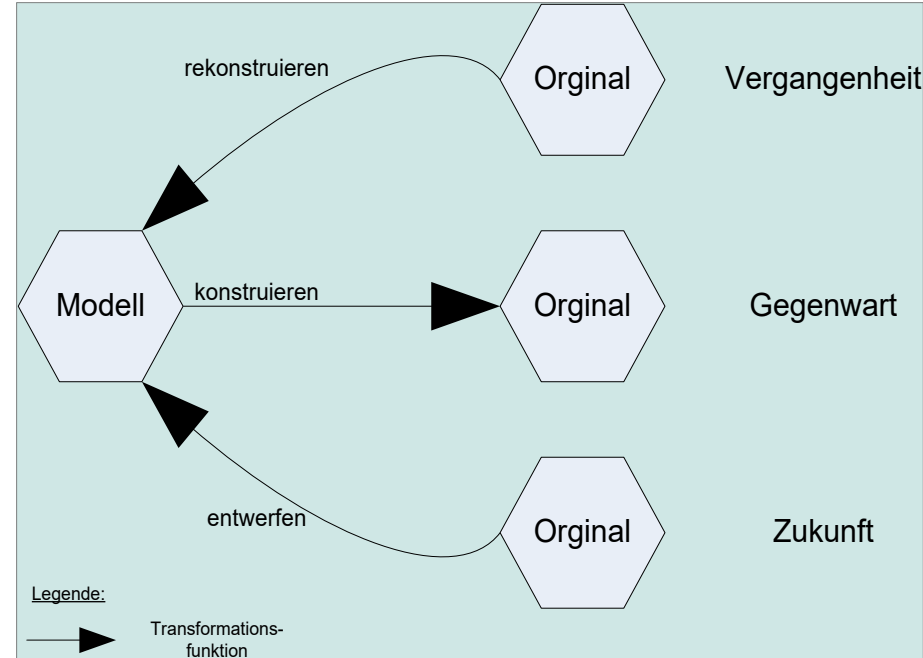 rekonstruieren
Orginal
Vergangenheit
Modell
konstruieren
Orginal
Gegenwart
entwerfen
Orginal
Zukunft
Legende:
Transformations-
funktion